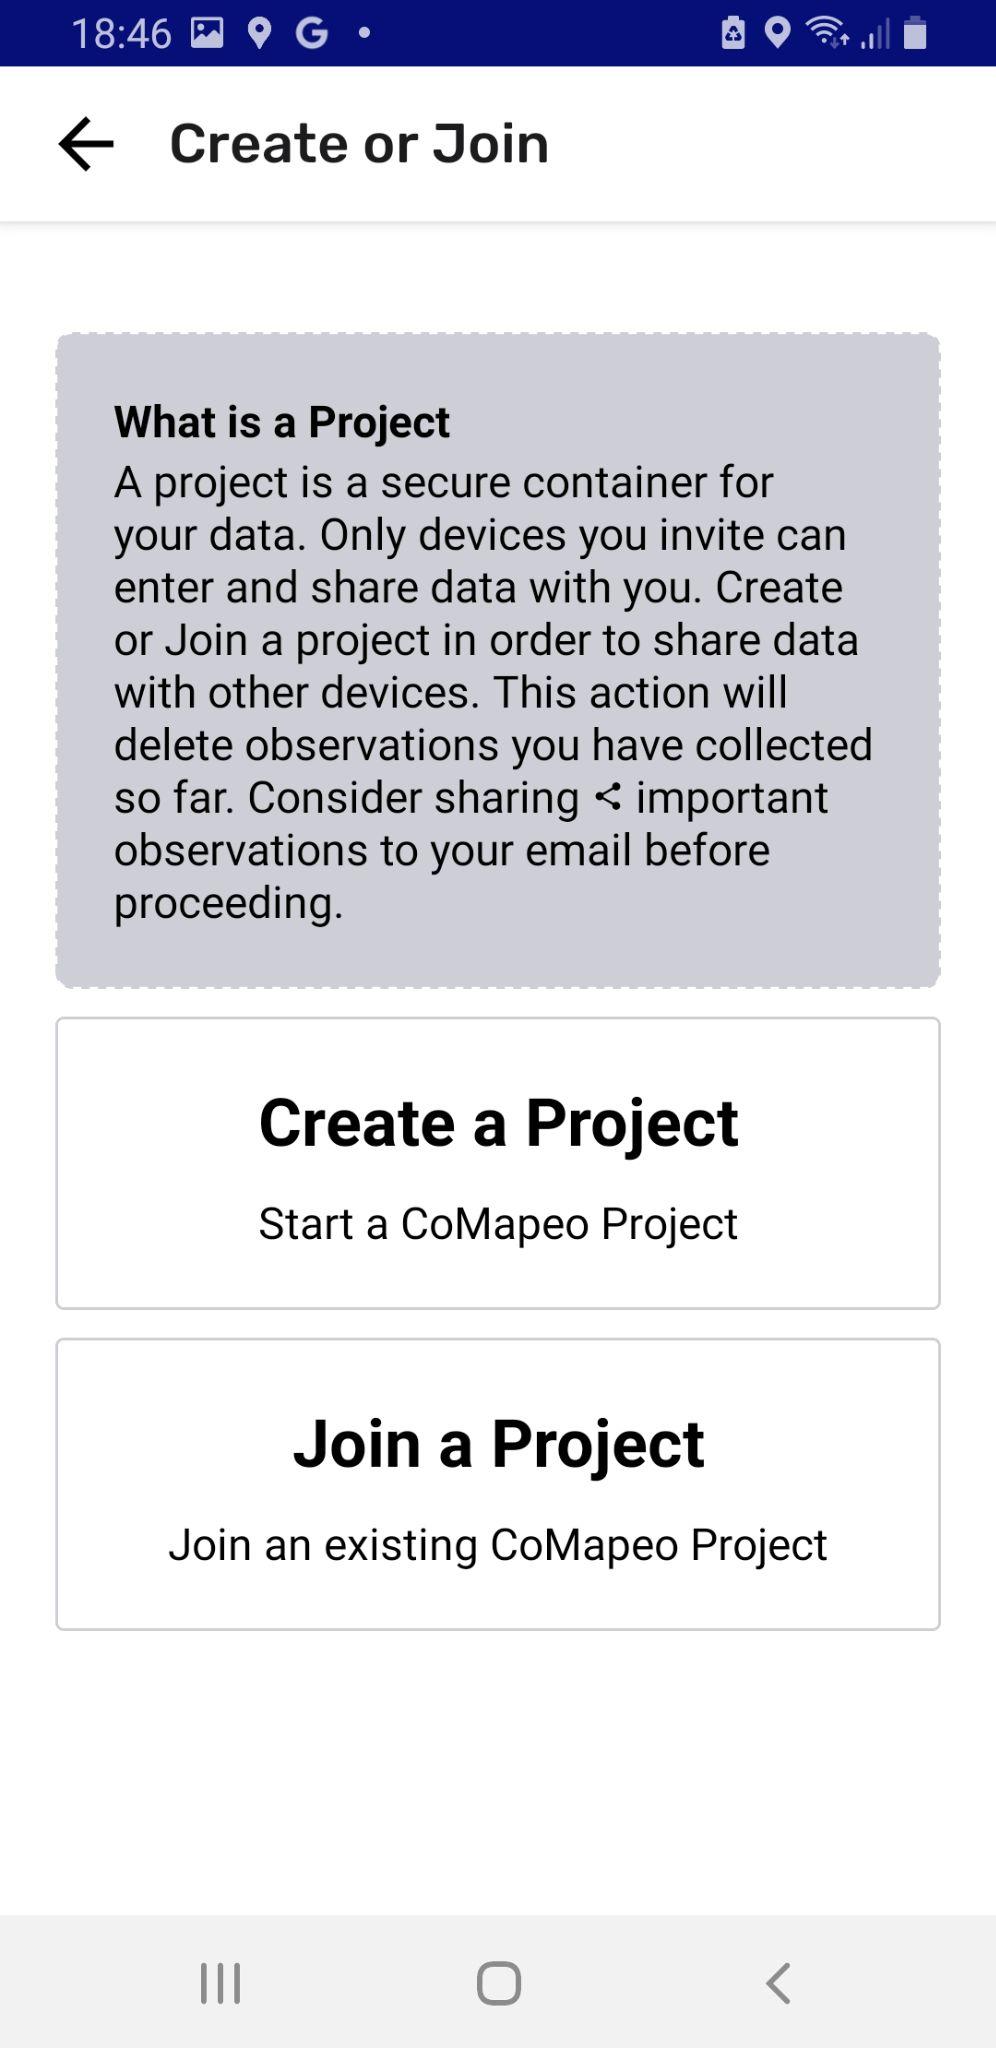 18:46
Create or Join
What is a Project
A project is a secure container for
your data. Only devices you invite can
enter and share data with you. Create
or Join a project in order to share data
with other devices. This action will
delete observations you have collected
so far. Consider sharing important
observations to your email before
proceeding.
Create a Project
Start a CoMapeo Project
Join a Project
Join an existing CoMapeo Project